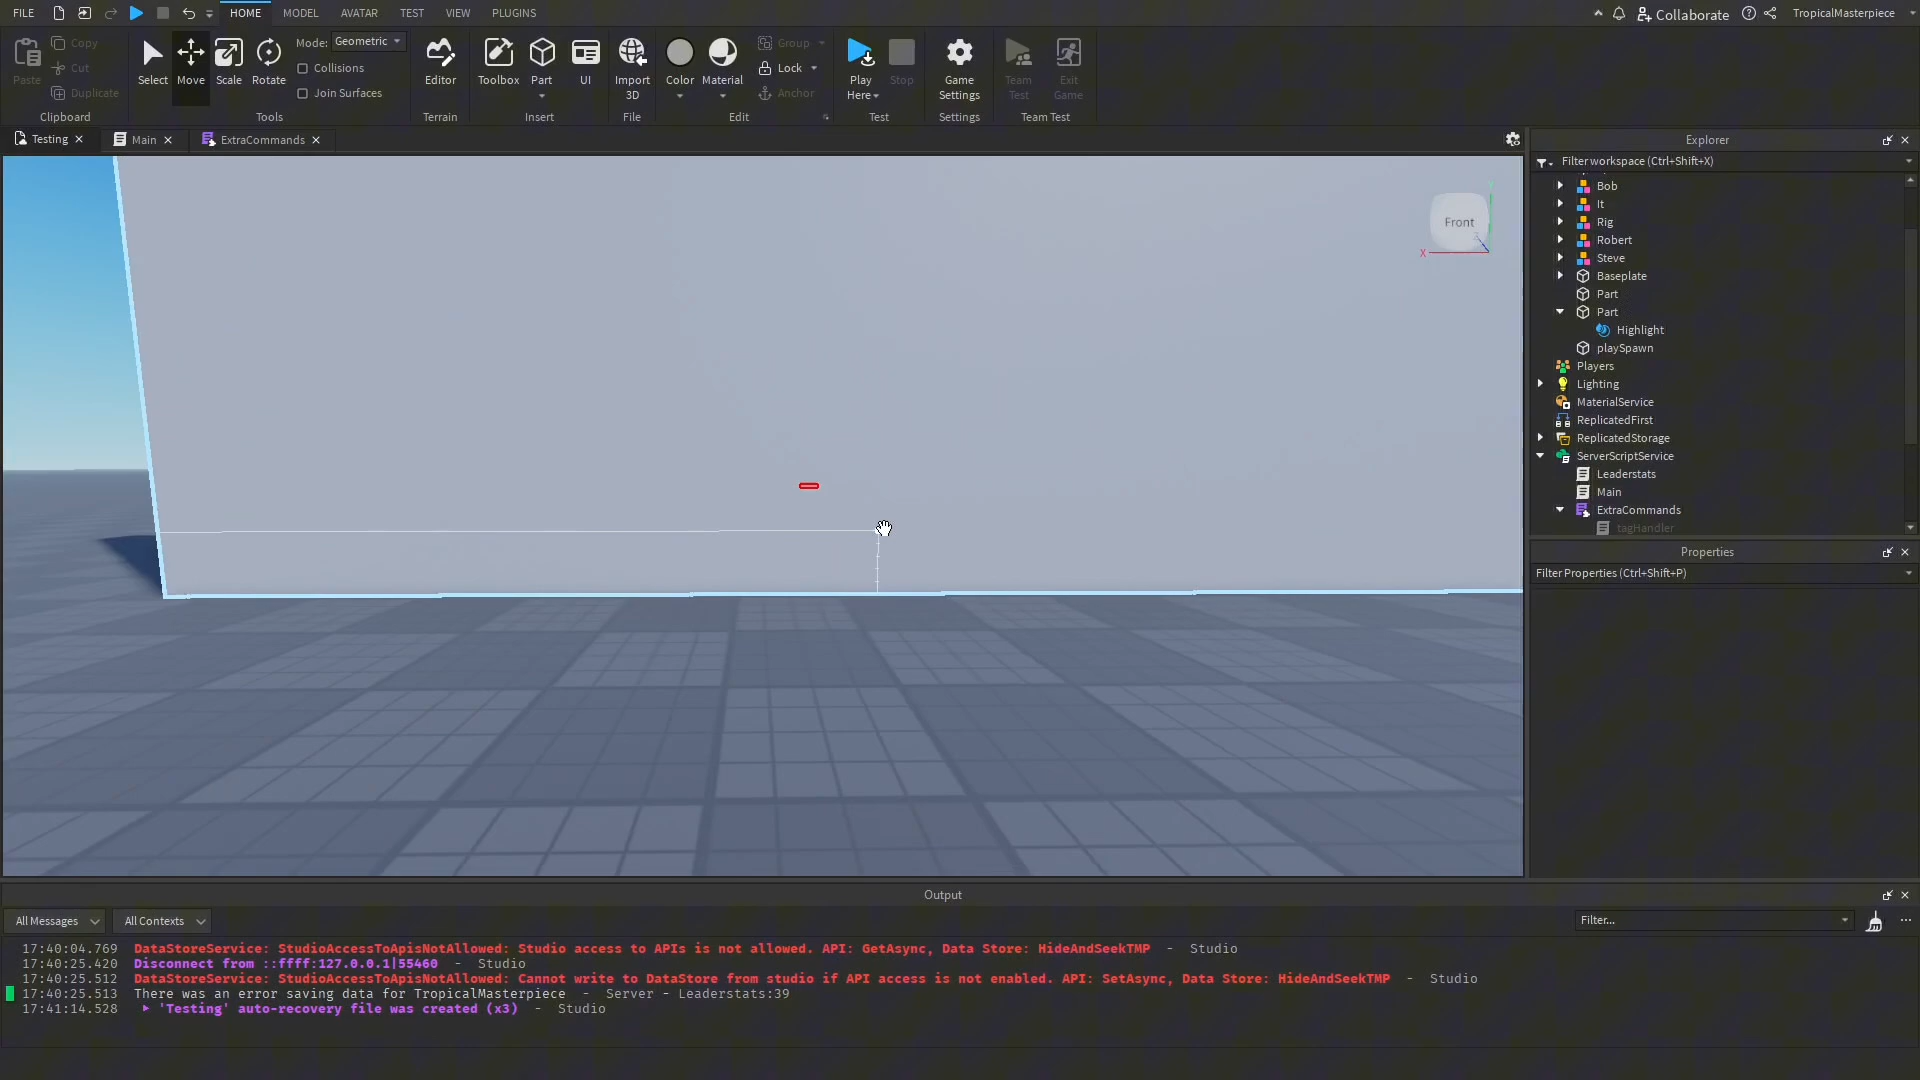 FILE HOME MODEL AVATAR TEST VIEW PLUGINS Collaborate TropicalMasterpiece
Paste Copy Cut Duplicate Clipboard
Select Move Scale Rotate Mode: Geometric Collisions Join Surfaces Tools
Editor Terrain
Toolbox Part UI Insert
Import 3D File
Color Material Group Lock Anchor Edit
Play Here Stop Test
Game Settings Settings
Team Test Exit Game Team Test
Testing Main ExtraCommands
Front
X
Explorer
Filter workspace (Ctrl+Shift+X)
Bob
It
Rig
Robert
Steve
Baseplate
Part
Part
Highlight
playSpawn
Players
Lighting
MaterialService
ReplicatedFirst
ReplicatedStorage
ServerScriptService
Leaderstats
Main
ExtraCommands
tagHandler
Properties
Filter Properties (Ctrl+Shift+P)
Output
All Messages All Contexts Filter...
17:40:04.769 DataStoreService: StudioAccessToApisNotAllowed: Studio access to APIs is not allowed. API: GetAsync, Data Store: HideAndSeekTMP - Studio
17:40:25.420 Disconnect from ::ffff:127.0.0.1|55460 - Studio
17:40:25.512 DataStoreService: StudioAccessToApisNotAllowed: Cannot write to DataStore from studio if API access is not enabled. API: SetAsync, Data Store: HideAndSeekTMP - Studio
17:40:25.513 There was an error saving data for TropicalMasterpiece - Server - Leaderstats:39
17:41:14.528 ▶ 'Testing' auto-recovery file was created (x3) - Studio